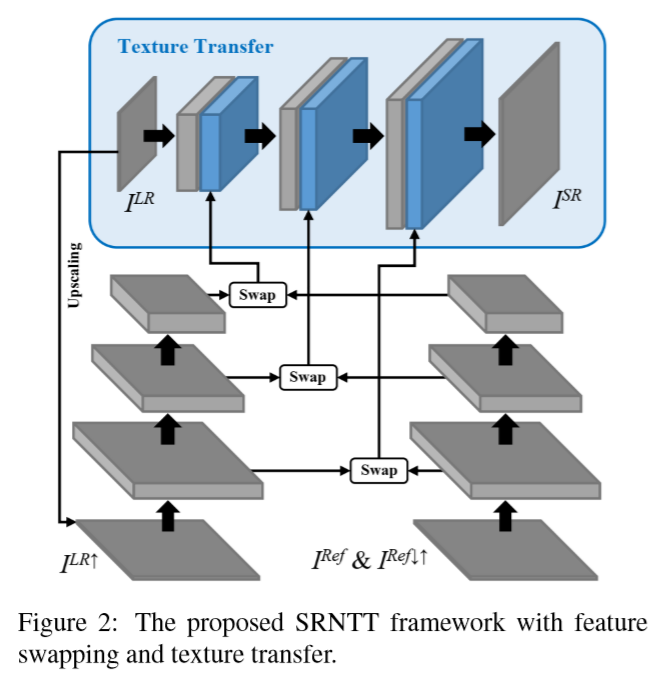 Texture Transfer
I^{LR}
I^{SR}
Upscaling
Swap
Swap
Swap
I^{LR↑}
I^{Ref} & I^{Ref↓↑}
Figure 2: The proposed SRNTT framework with feature
swapping and texture transfer.